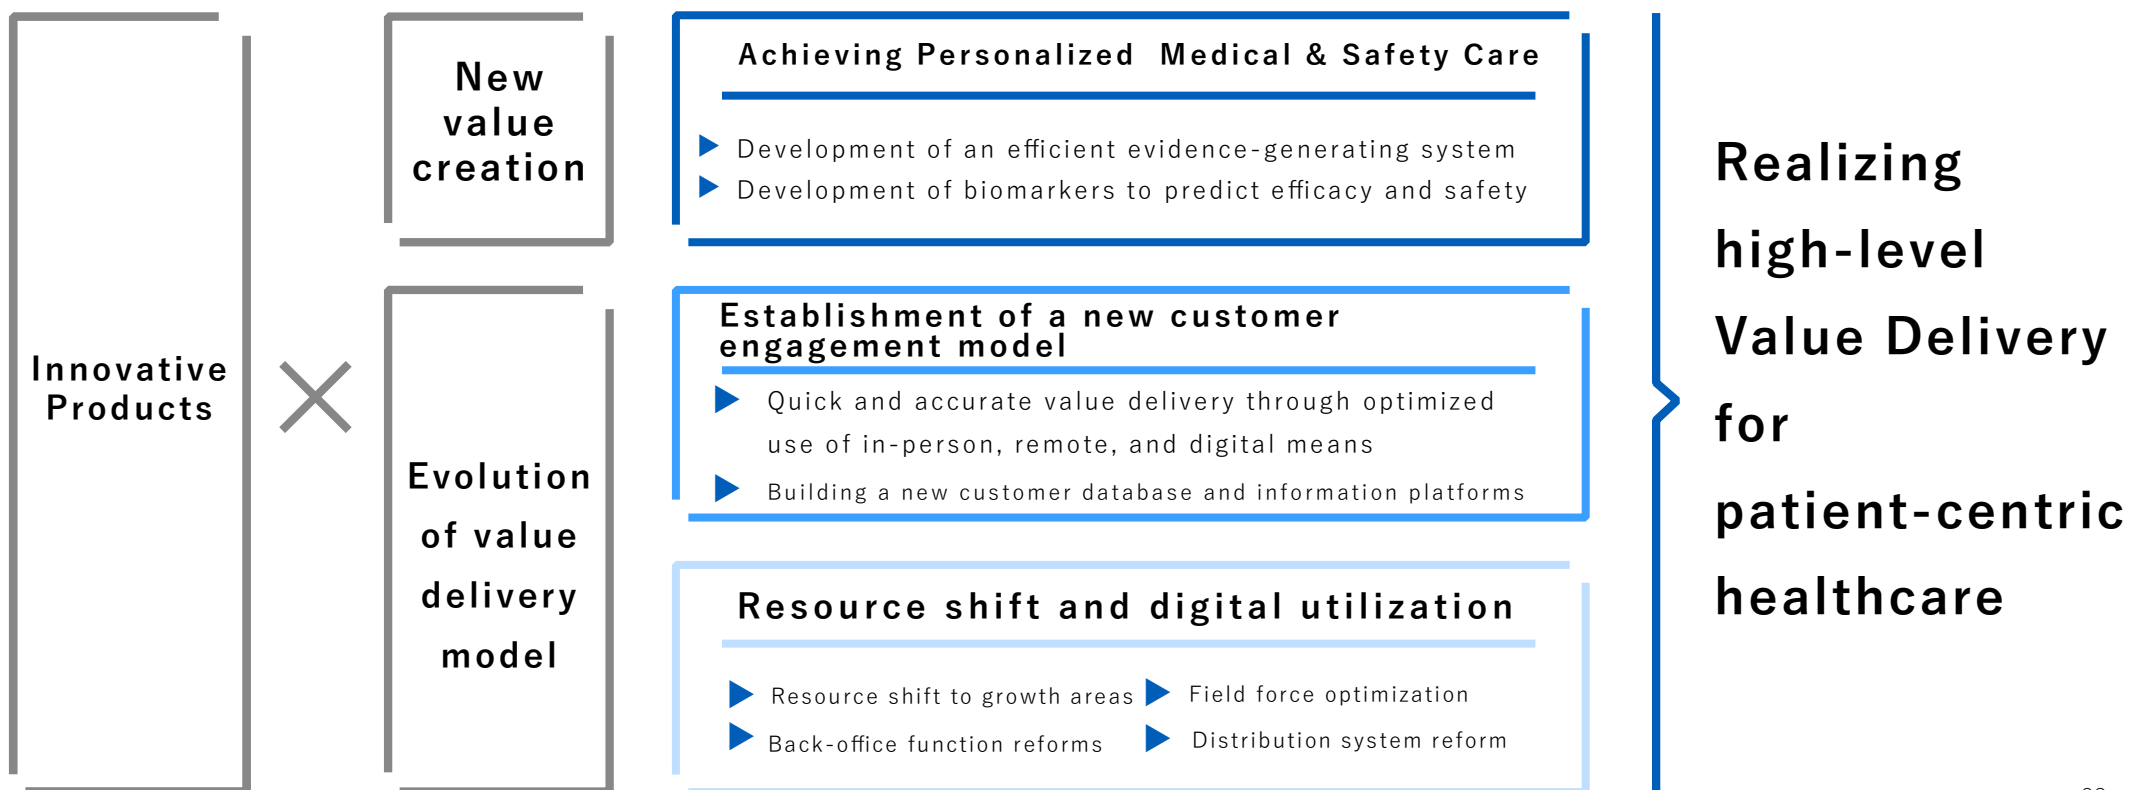 Innovative
Products
New
value
creation
Evolution
of value
delivery
model
Achieving Personalized Medical & Safety Care
Development of an efficient evidence-generating system
Development of biomarkers to predict efficacy and safety
Establishment of a new customer
engagement model
Quick and accurate value delivery through optimized
use of in-person, remote, and digital means
Building a new customer database and information platforms
Resource shift and digital utilization
Resource shift to growth areas
Field force optimization
Back-office function reforms
Distribution system reform
Realizing
high-level
Value Delivery
for
patient-centric
healthcare